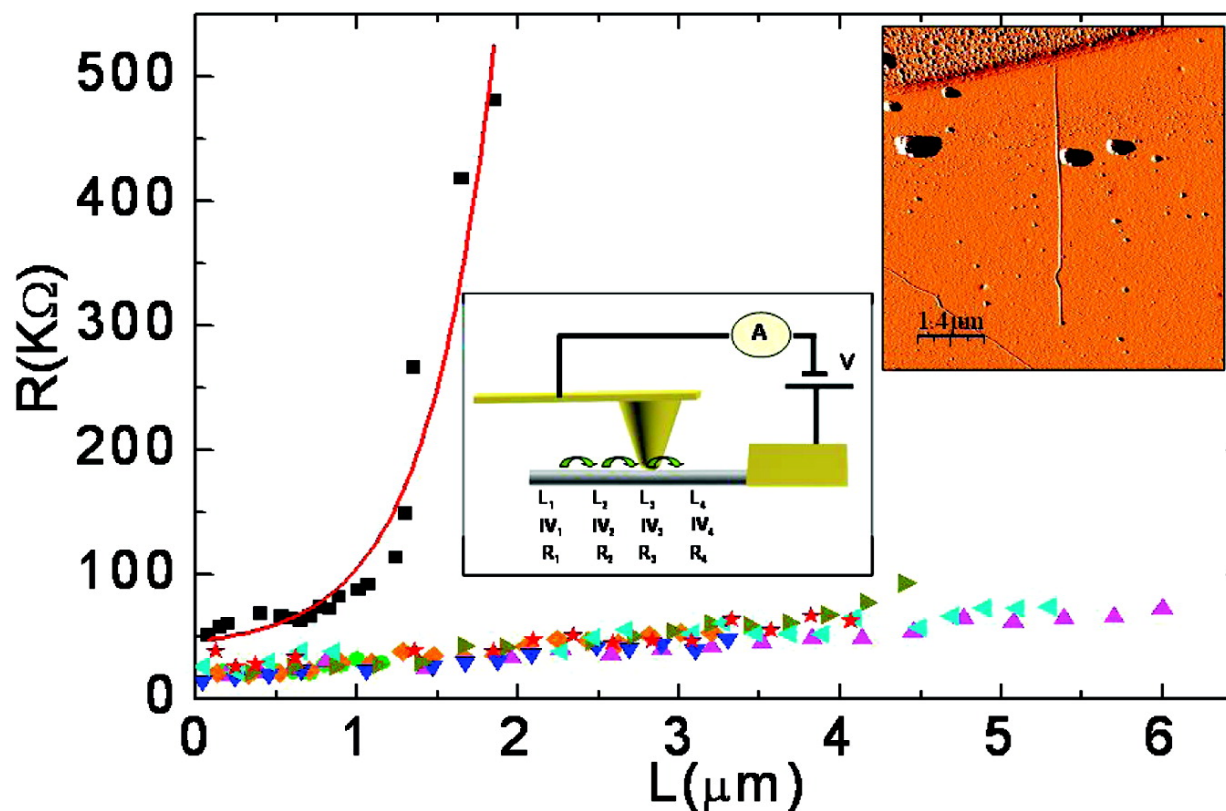 500
400
300
200
100
0
R(KΩ)
0 1 2 3 4 5 6
L(μm)
1.4μm
A
V
L₁ L₂ L₃ L₄
IV₁ IV₂ IV₃ IV₄
R₁ R₂ R₃ R₄